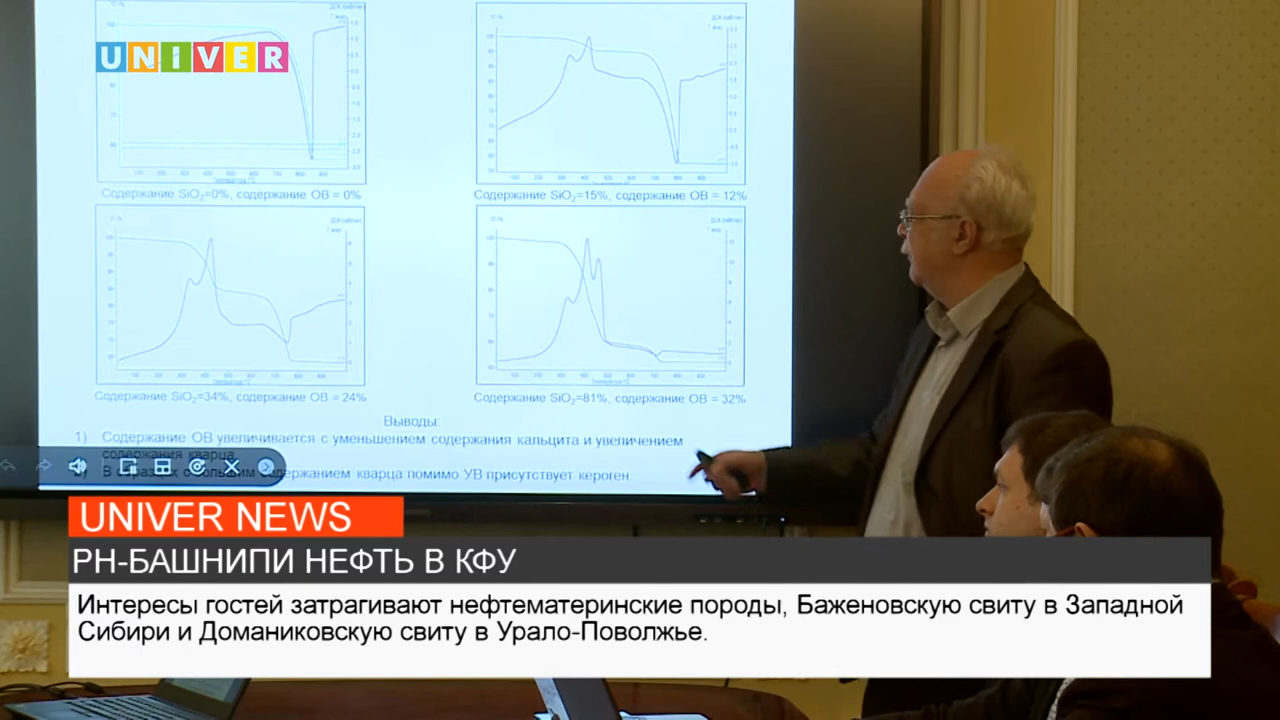 UNIVER
Содержание SiO₂=0%, содержание ОВ = 0%
Содержание SiO₂=15%, содержание ОВ = 12%
Содержание SiO₂=34%, содержание ОВ = 24%
Содержание SiO₂=81%, содержание ОВ = 32%
Выводы:
1) Содержание ОВ увеличивается с уменьшением содержания кальцита и увеличением
содержания кварца.
содержанием кварца помимо УВ присутствует кероген.
UNIVER NEWS
РН-БАШНИПИ НЕФТЬ В КФУ
Интересы гостей затрагивают нефтематеринские породы, Баженовскую свиту в Западной
Сибири и Доманиковскую свиту в Урало-Поволжье.